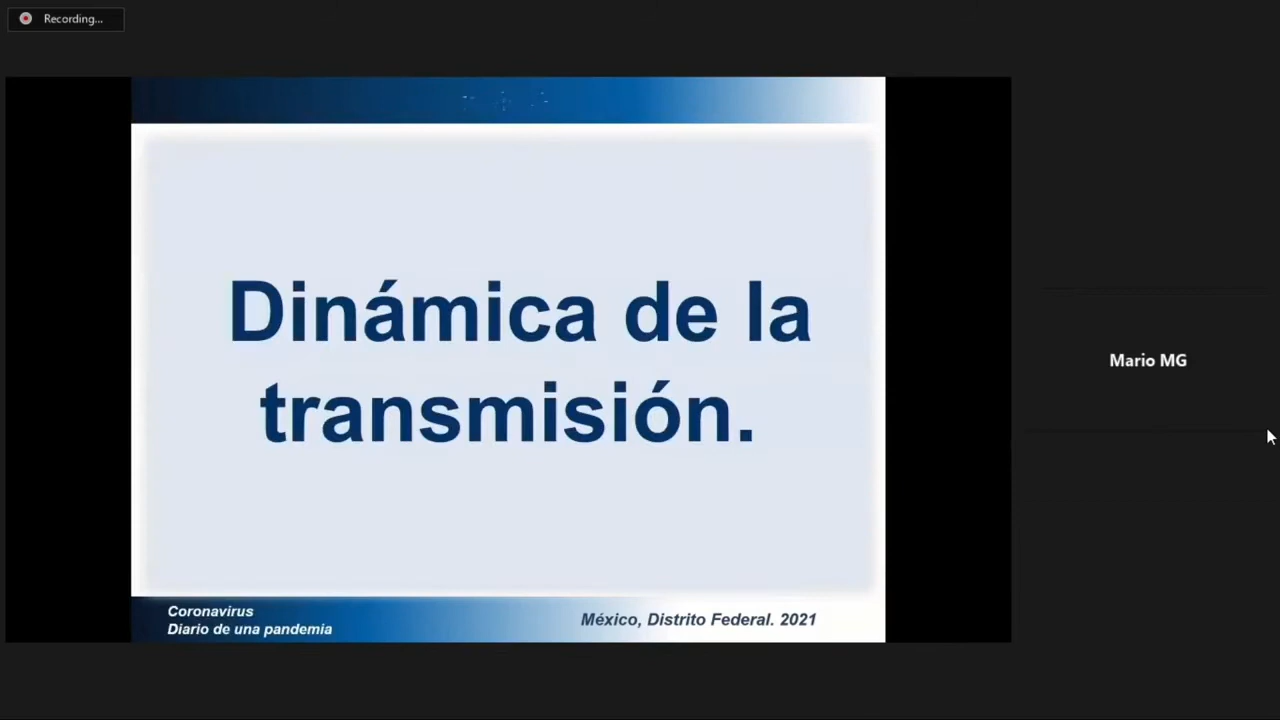 Recording...
Dinámica de la
transmisión.
Mario MG
Coronavirus
Diario de una pandemia
México, Distrito Federal. 2021